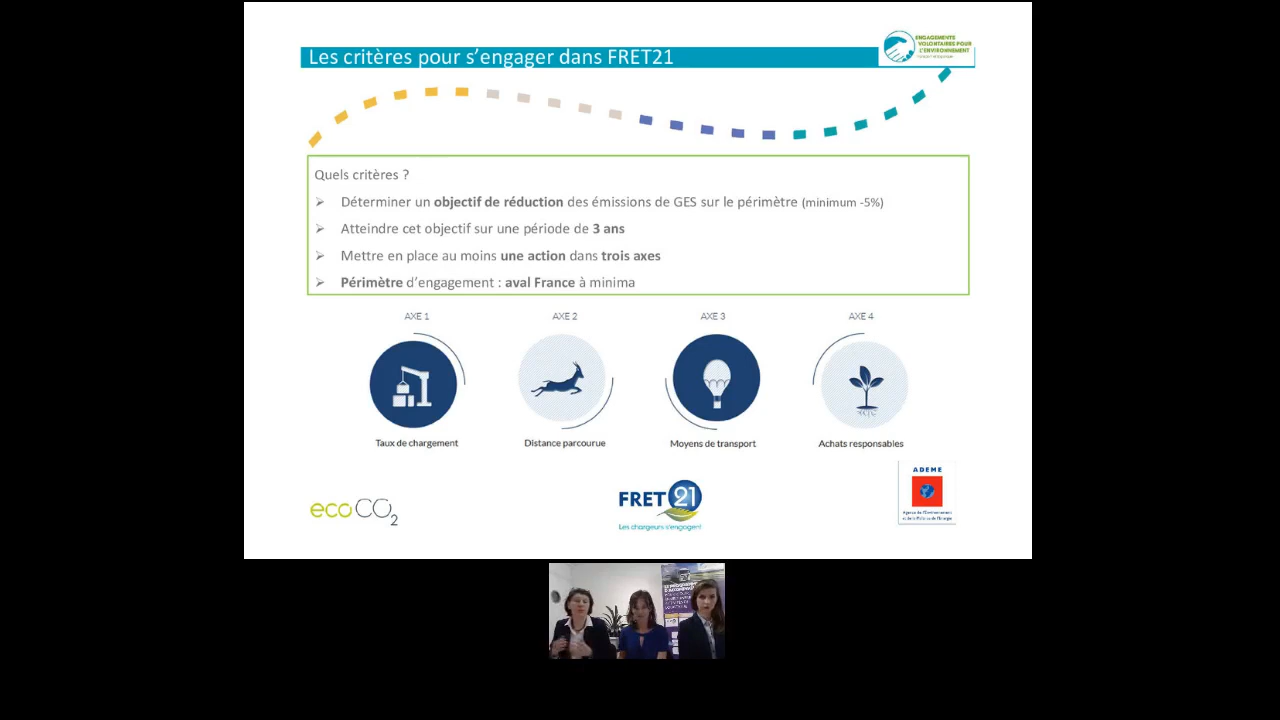 Les critères pour s'engager dans FRET21
ENGAGEMENTS
VOLONTAIRES POUR
L'ENVIRONNEMENT
Quels critères ?
➢ Déterminer un objectif de réduction des émissions de GES sur le périmètre (minimum -5%)
➢ Atteindre cet objectif sur une période de 3 ans
➢ Mettre en place au moins une action dans trois axes
➢ Périmètre d'engagement : aval France à minima
AXE 1
AXE 2
AXE 3
AXE 4
Taux de chargement
Distance parcourue
Moyens de transport
Achats responsables
ecoCO2
FRET 21
Les chargeurs s'engagent
ADEME
Agence de l'Environnement
et de la Maîtrise de l'Energie